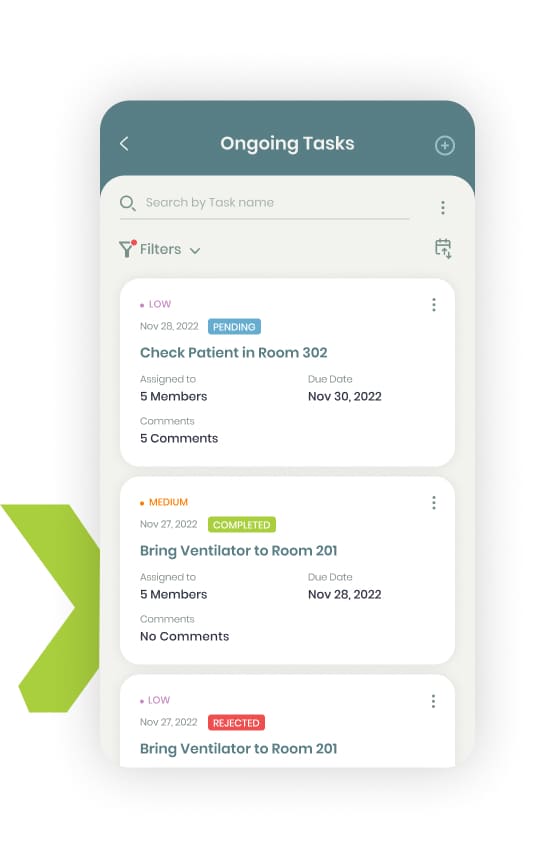 Ongoing Tasks
Search by Task name
Filters
LOW
Nov 28, 2022 PENDING
Check Patient in Room 302
Assigned to Due Date
5 Members Nov 30, 2022
Comments
5 Comments
MEDIUM
Nov 27, 2022 COMPLETED
Bring Ventilator to Room 201
Assigned to Due Date
5 Members Nov 28, 2022
Comments
No Comments
LOW
Nov 27, 2022 REJECTED
Bring Ventilator to Room 201